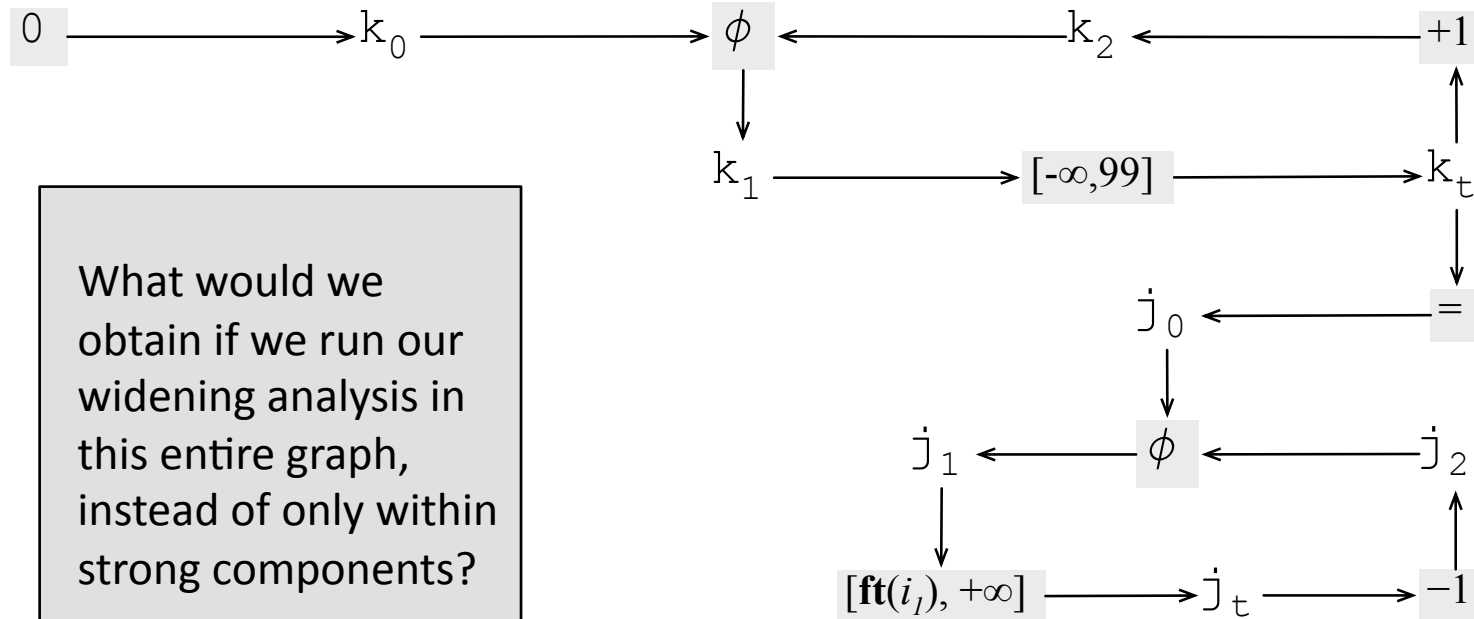 0 k₀ ϕ k₂ +1
k₁ [-∞,99] kₜ
What would we
obtain if we run our
widening analysis in
this entire graph,
instead of only within
strong components?
j₀ =
j₁ ϕ j₂
[ft(i₁), +∞] jₜ −1